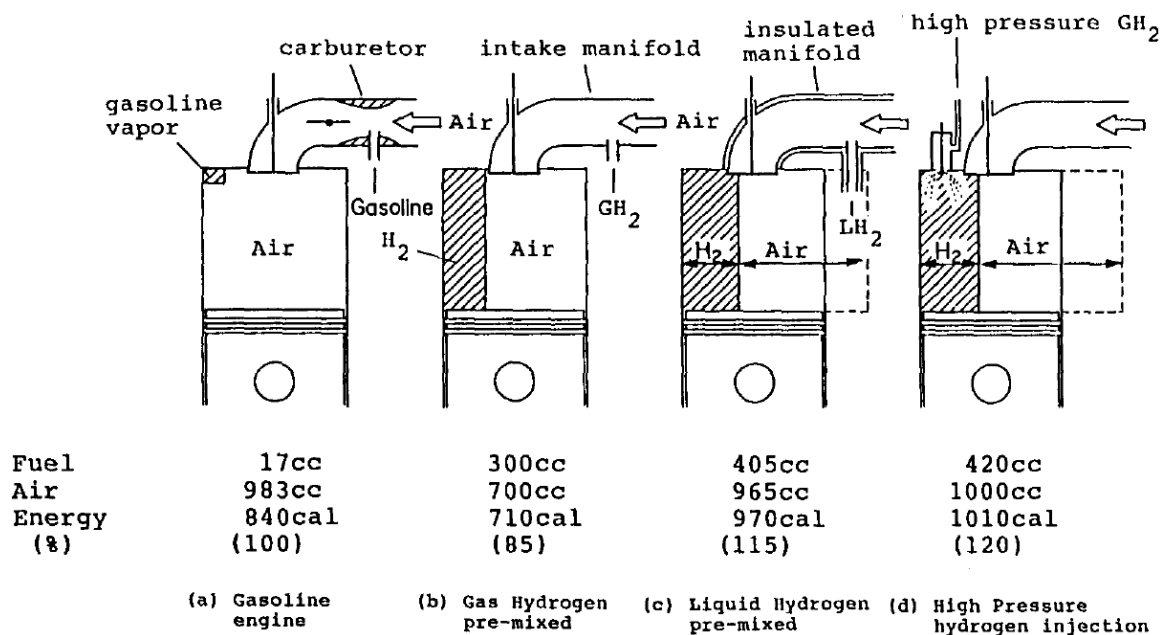 carburetor
intake manifold
insulated
manifold
high pressure GH2
gasoline
vapor
Air
Air
Gasoline
H2
GH2
LH2
Air
Air
H2
Air
H2
Air
Fuel 17cc 300cc 405cc 420cc
Air 983cc 700cc 965cc 1000cc
Energy 840cal 710cal 970cal 1010cal
(%) (100) (85) (115) (120)
(a) Gasoline (b) Gas Hydrogen (c) Liquid Hydrogen (d) High Pressure
engine pre-mixed pre-mixed hydrogen injection